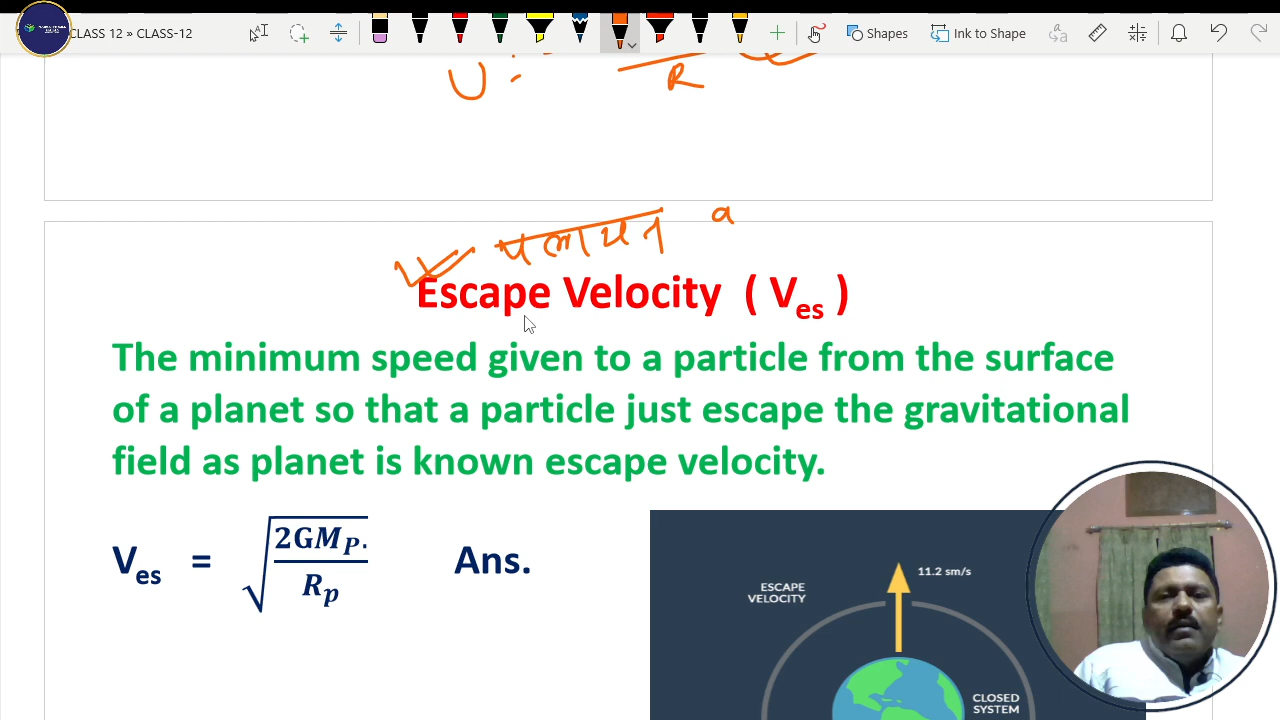 CLASS 12 » CLASS-12
Shapes
Ink to Shape
U :
R
पलायन व
Escape Velocity ( Ves )
The minimum speed given to a particle from the surface
of a planet so that a particle just escape the gravitational
field as planet is known escape velocity.
Ves = √(2GMP. / Rp) Ans.
11.2 sm/s
ESCAPE
VELOCITY
CLOSED
SYSTEM